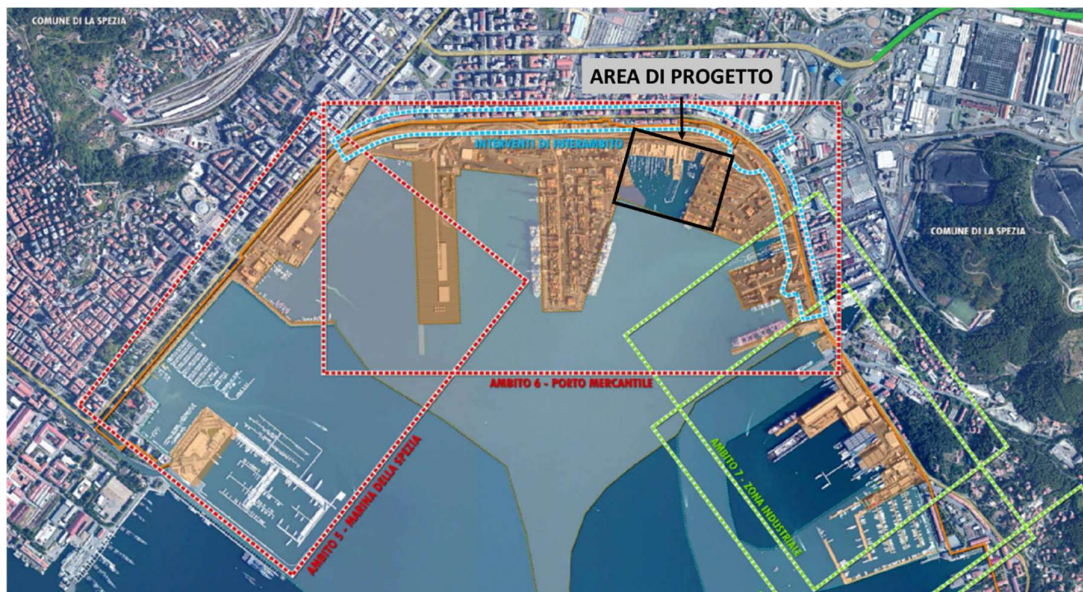 COMUNE DI LA SPEZIA
AREA DI PROGETTO
INTERVENTI DI INTERAMBITO
COMUNE DI LA SPEZIA
AMBITO 6 - PORTO MERCANTILE
AMBITO 5 - MARINA DELLA SPEZIA
AMBITO 7 - ZONA INDUSTRIALE